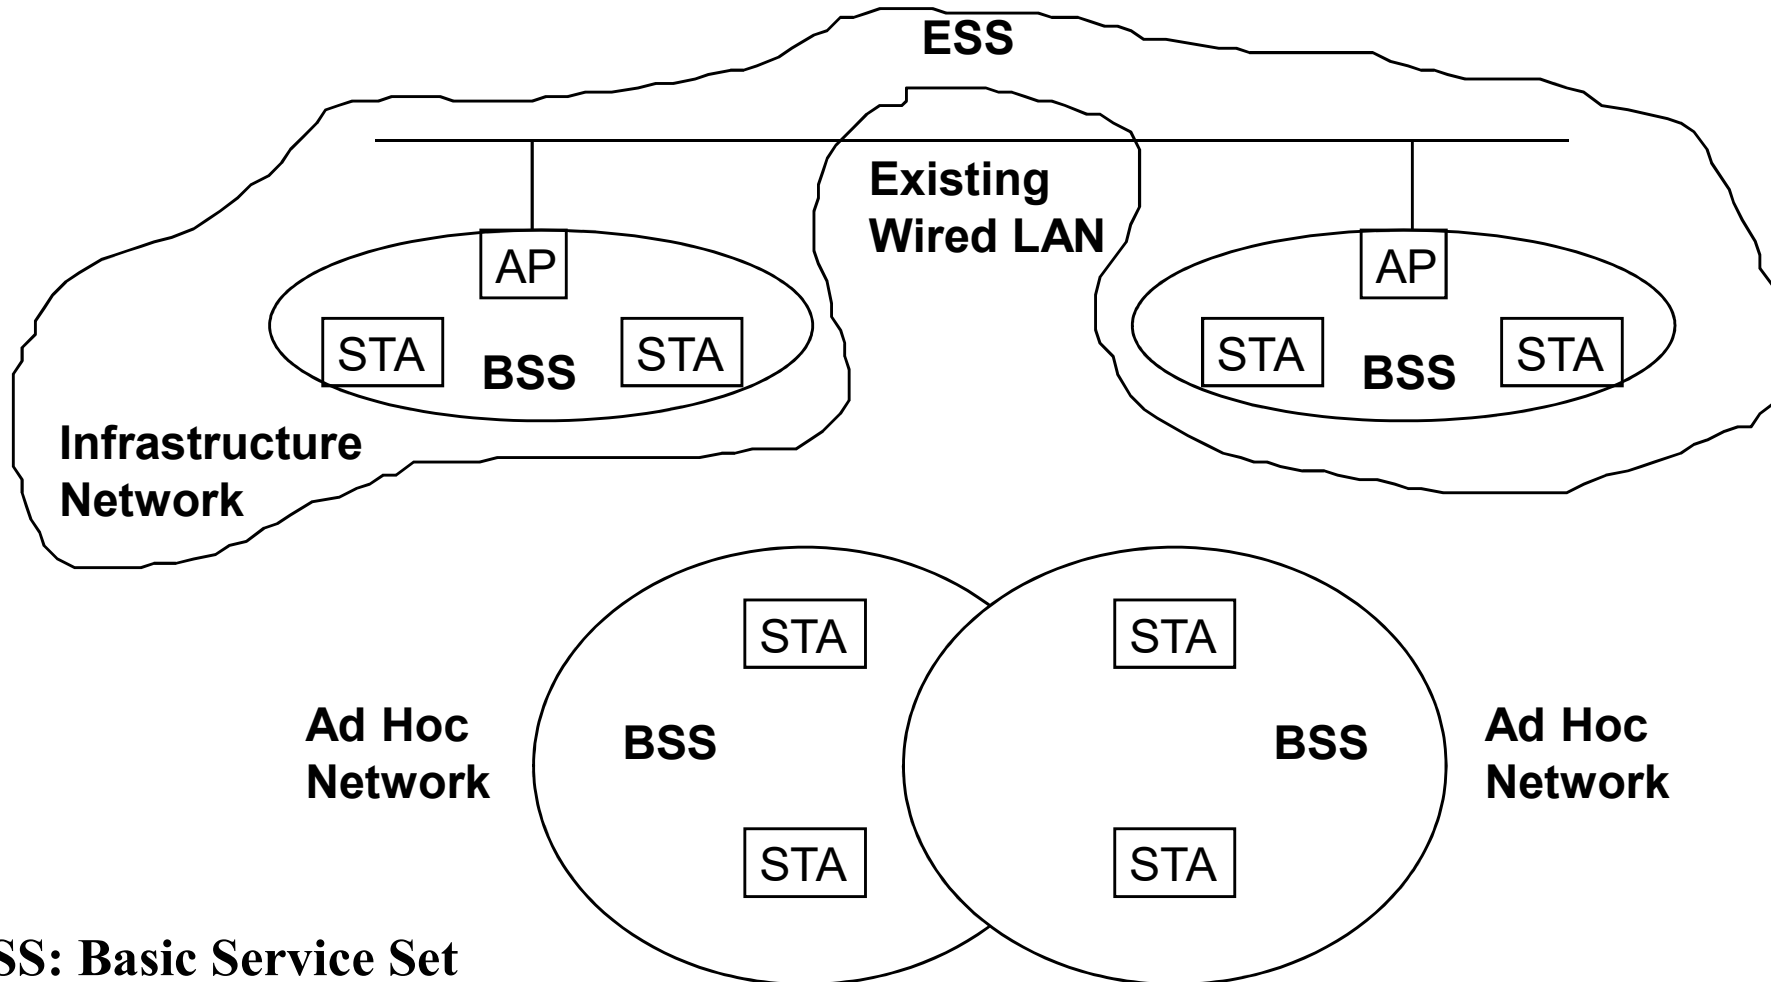 ESS
Existing
Wired LAN
AP
AP
STA
BSS
STA
STA
BSS
STA
Infrastructure
Network
STA
STA
Ad Hoc
Network
BSS
BSS
Ad Hoc
Network
STA
STA
SS: Basic Service Set